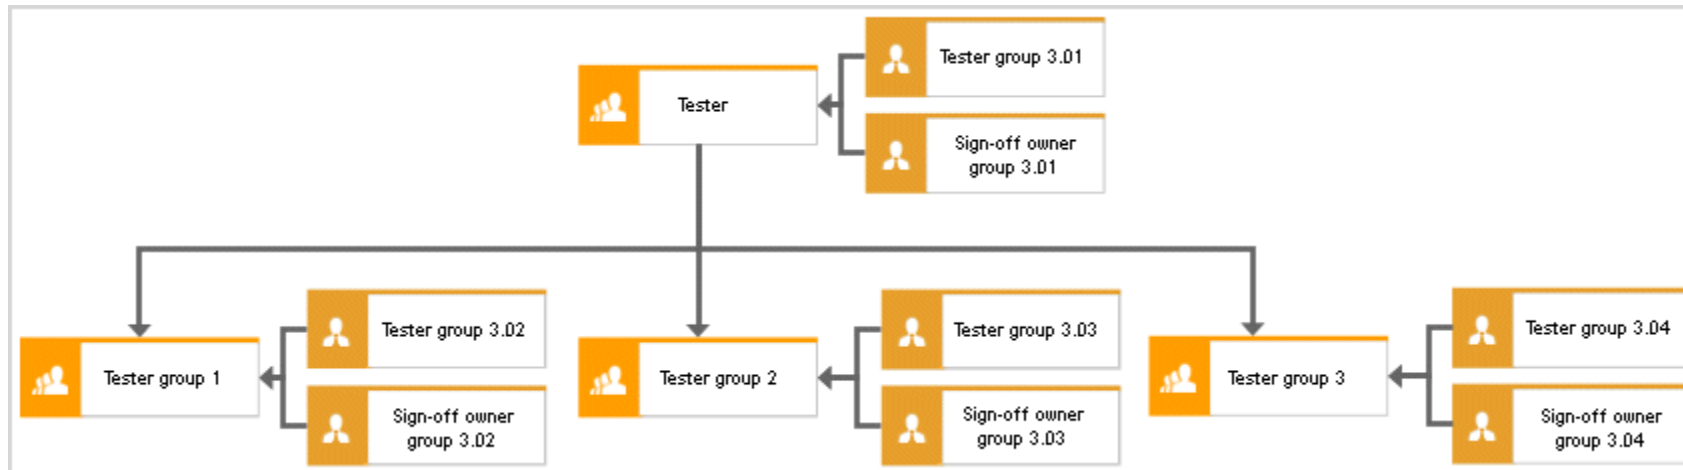 Tester group 3.01
Tester
Sign-off owner
group 3.01
Tester group 3.02
Tester group 3.03
Tester group 3.04
Tester group 1
Tester group 2
Tester group 3
Sign-off owner
group 3.02
Sign-off owner
group 3.03
Sign-off owner
group 3.04